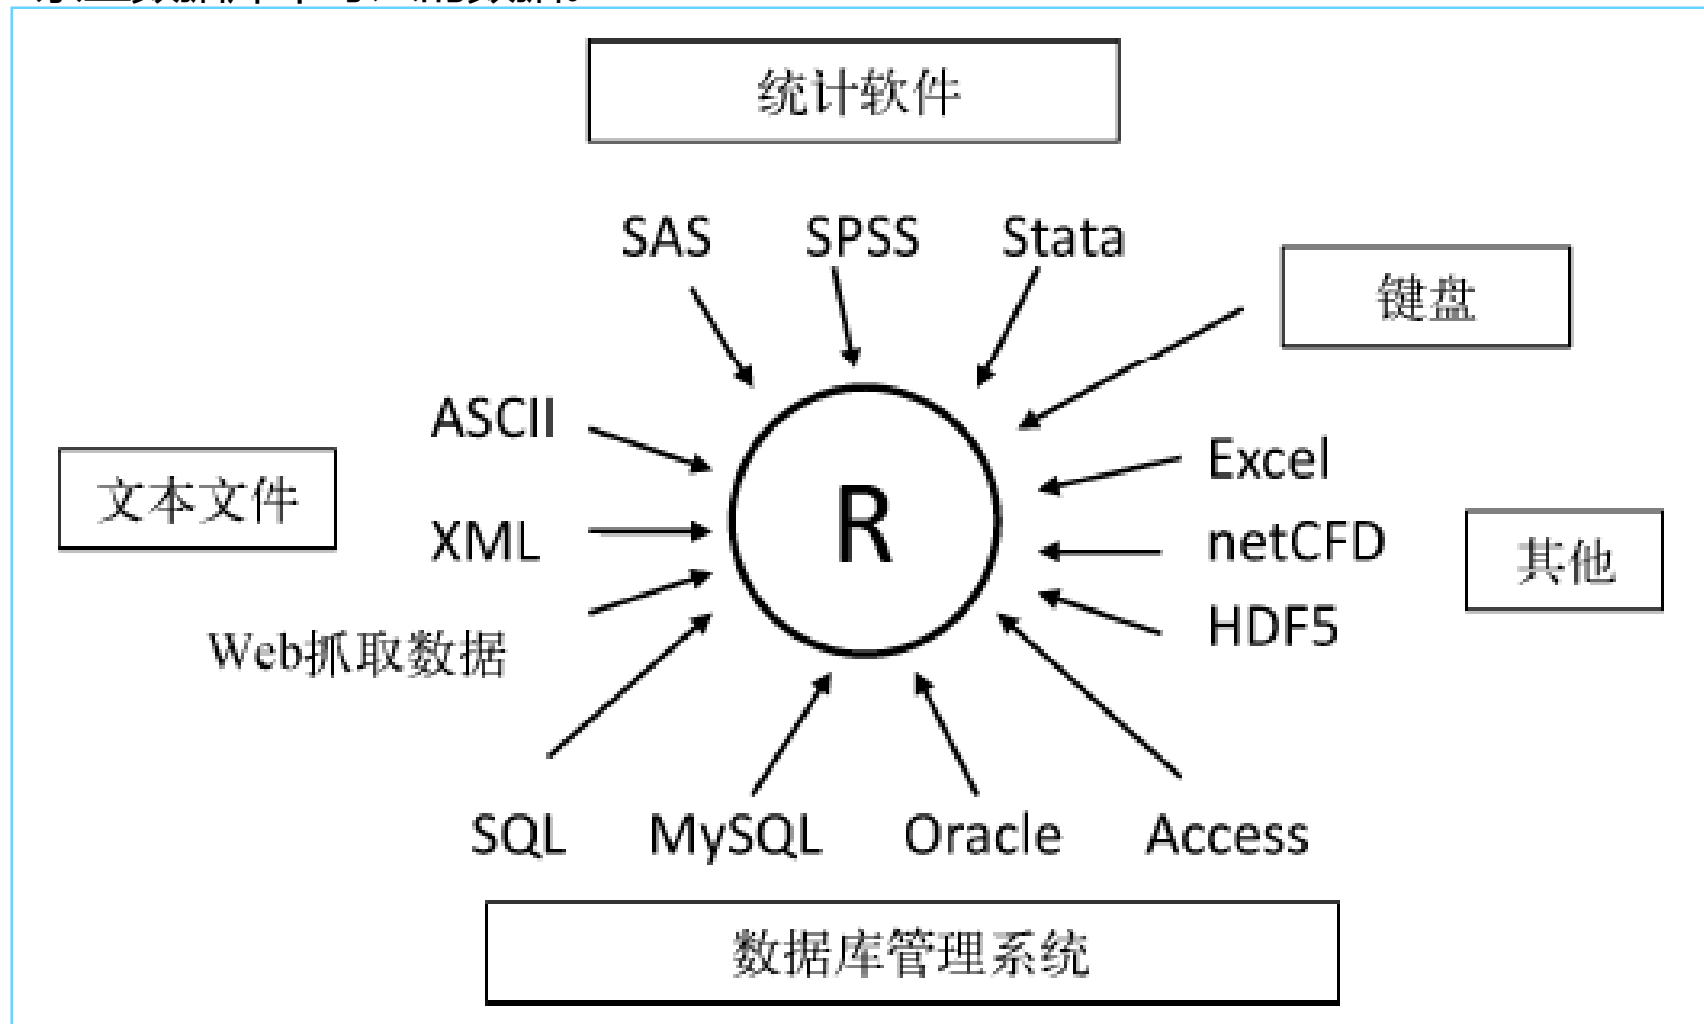 统计软件
SAS SPSS Stata
键盘
ASCII
Excel
文本文件
R
XML
netCFD
其他
HDF5
Web抓取数据
SQL MySQL Oracle Access
数据库管理系统